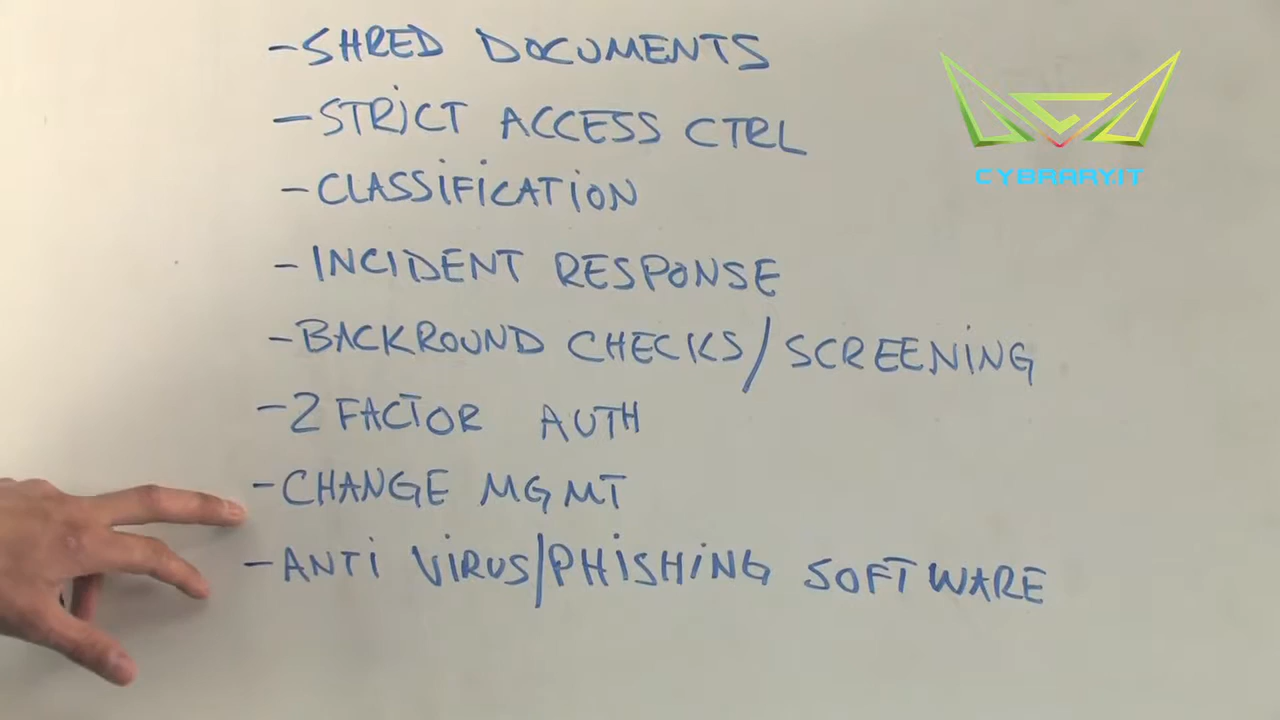 -SHRED DOCUMENTS
-STRICT ACCESS CTRL
-CLASSIFICATION
-INCIDENT RESPONSE
-BACKROUND CHECKS/SCREENING
-2 FACTOR AUTH
-CHANGE MGMT
-ANTI VIRUS/PHISHING SOFTWARE
CYBRARY.IT